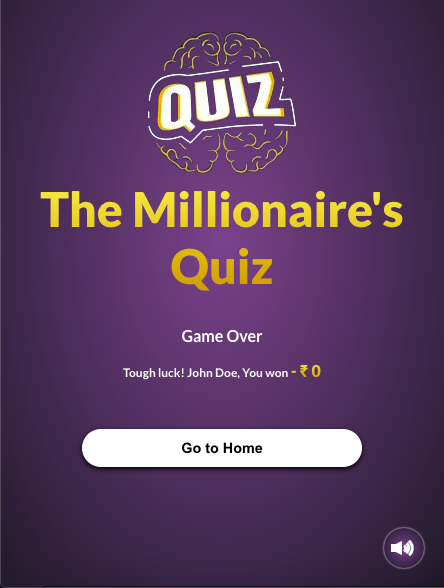 QUIZ
The Millionaire's
Quiz
Game Over
Tough luck! John Doe, You won - ₹ 0
Go to Home